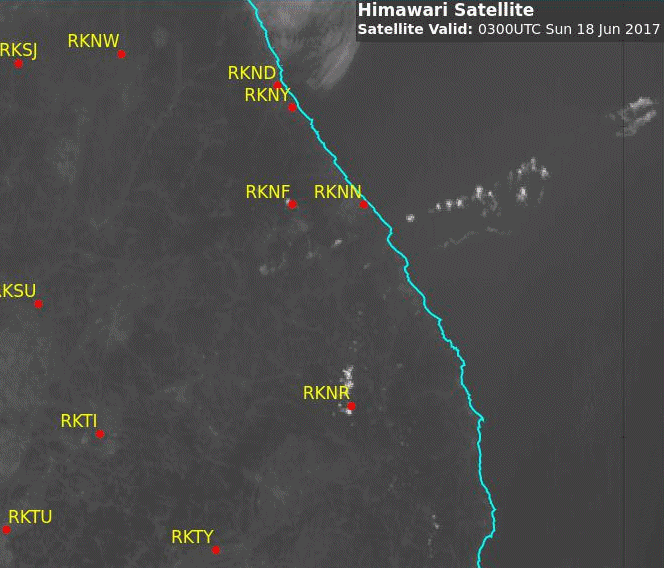 Himawari Satellite
Satellite Valid: 0300UTC Sun 18 Jun 2017
RKNW
RKSJ
RKND
RKNY
RKNF
RKNN
KSU
RKNR
RKTI
RKTU
RKTY